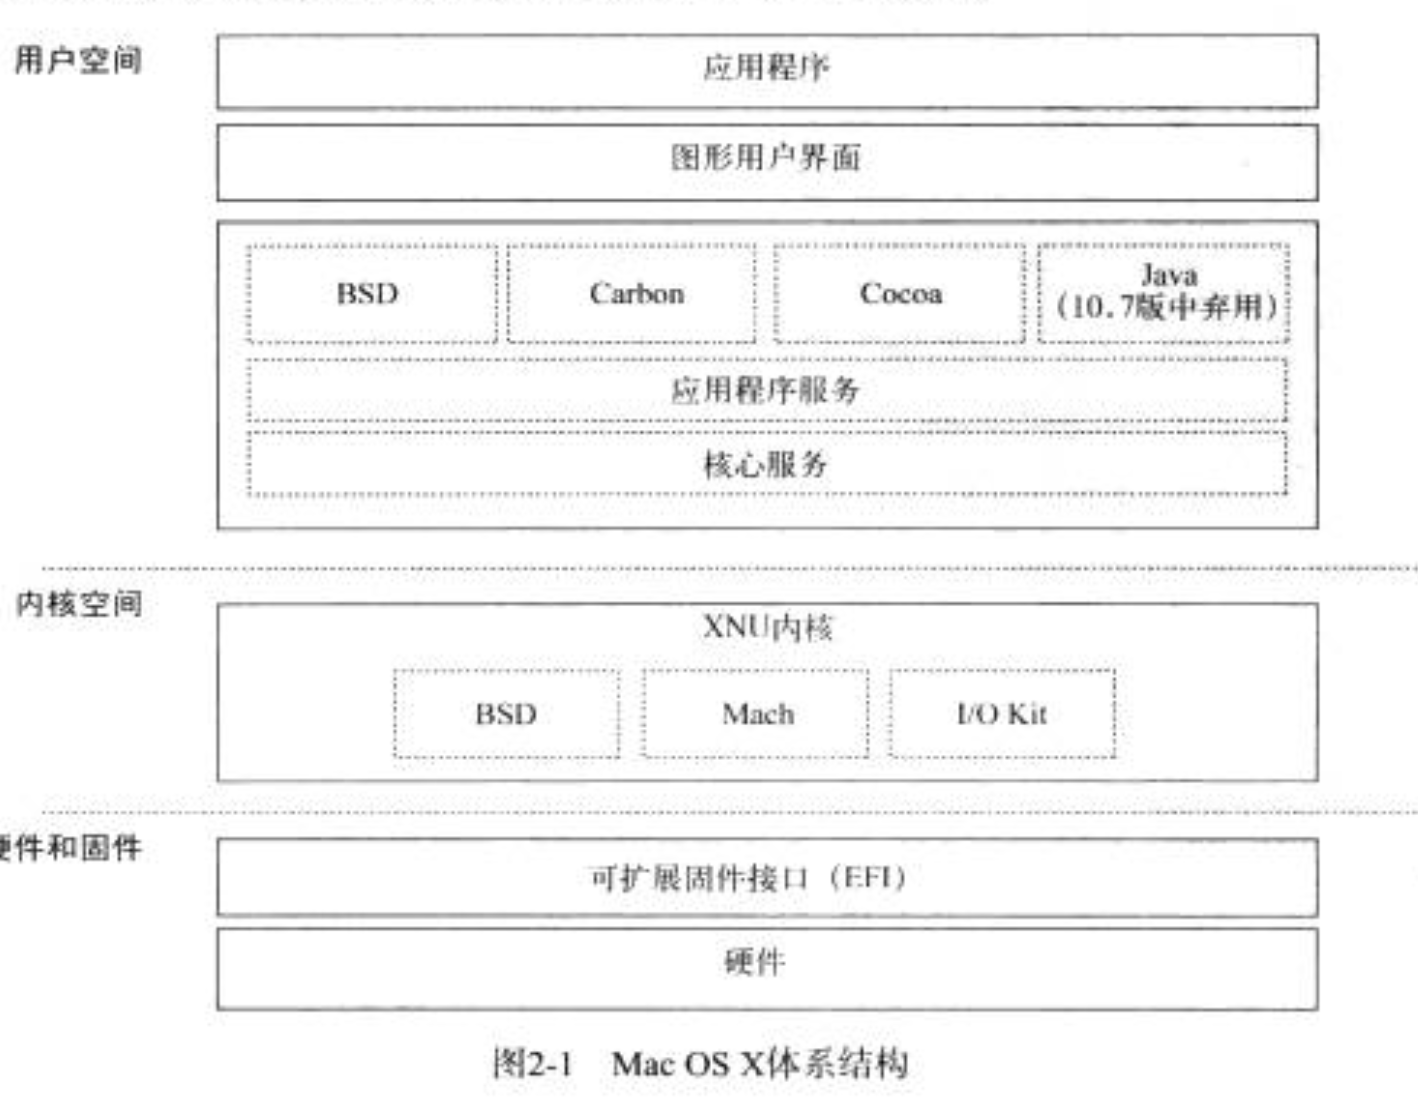 用户空间
应用程序
图形用户界面
BSD
Carbon
Cocoa
Java
(10.7版中弃用)
应用程序服务
核心服务
内核空间
XNU内核
BSD
Mach
I/O Kit
硬件和固件
可扩展固件接口（EFI）
硬件
图2-1 Mac OS X体系结构